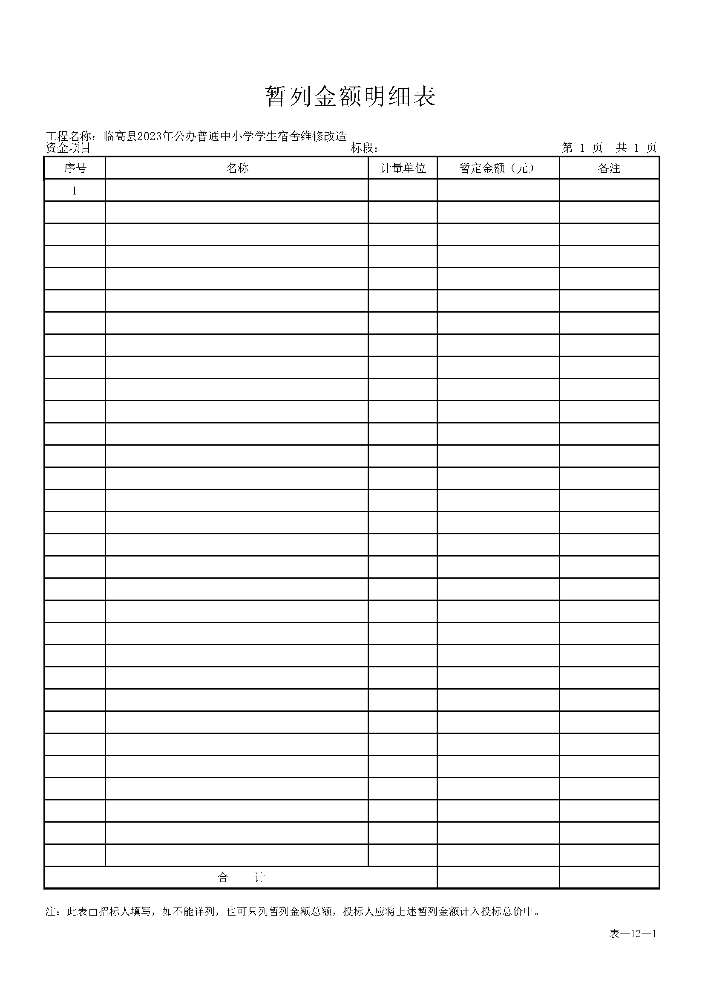 暂列金额明细表
工程名称：临高县2023年公办普通中小学学生宿舍维修改造
资金项目 标段： 第 1 页 共 1 页
序号 名称 计量单位 暂定金额（元） 备注
1
合 计
注：此表由招标人填写，如不能详列，也可只列暂列金额总额，投标人应将上述暂列金额计入投标总价中。
表—12—1